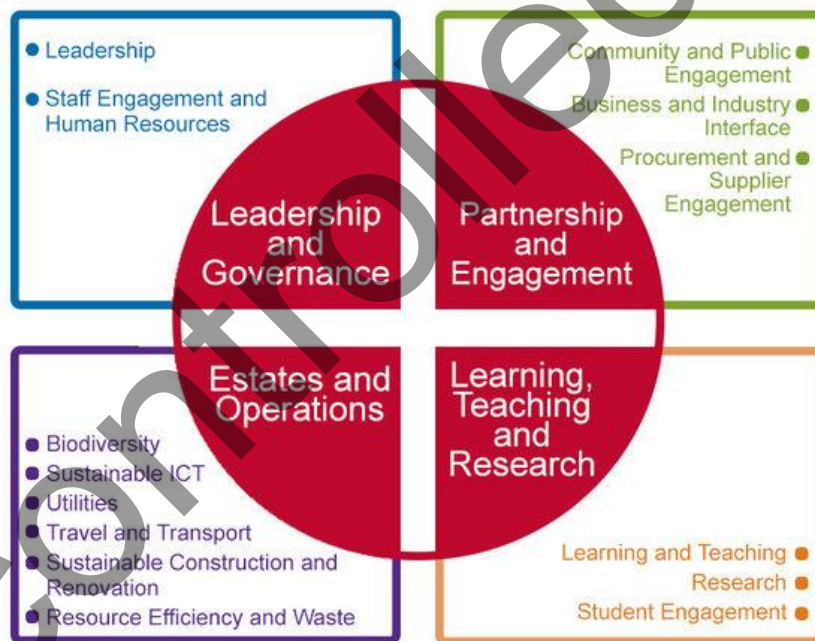 Leadership
Staff Engagement and
Human Resources
Community and Public
Engagement
Business and Industry
Interface
Procurement and
Supplier
Engagement
Leadership
and
Governance
Partnership
and
Engagement
Estates and
Operations
Learning,
Teaching
and
Research
Biodiversity
Sustainable ICT
Utilities
Travel and Transport
Sustainable Construction and
Renovation
Resource Efficiency and Waste
Learning and Teaching
Research
Student Engagement